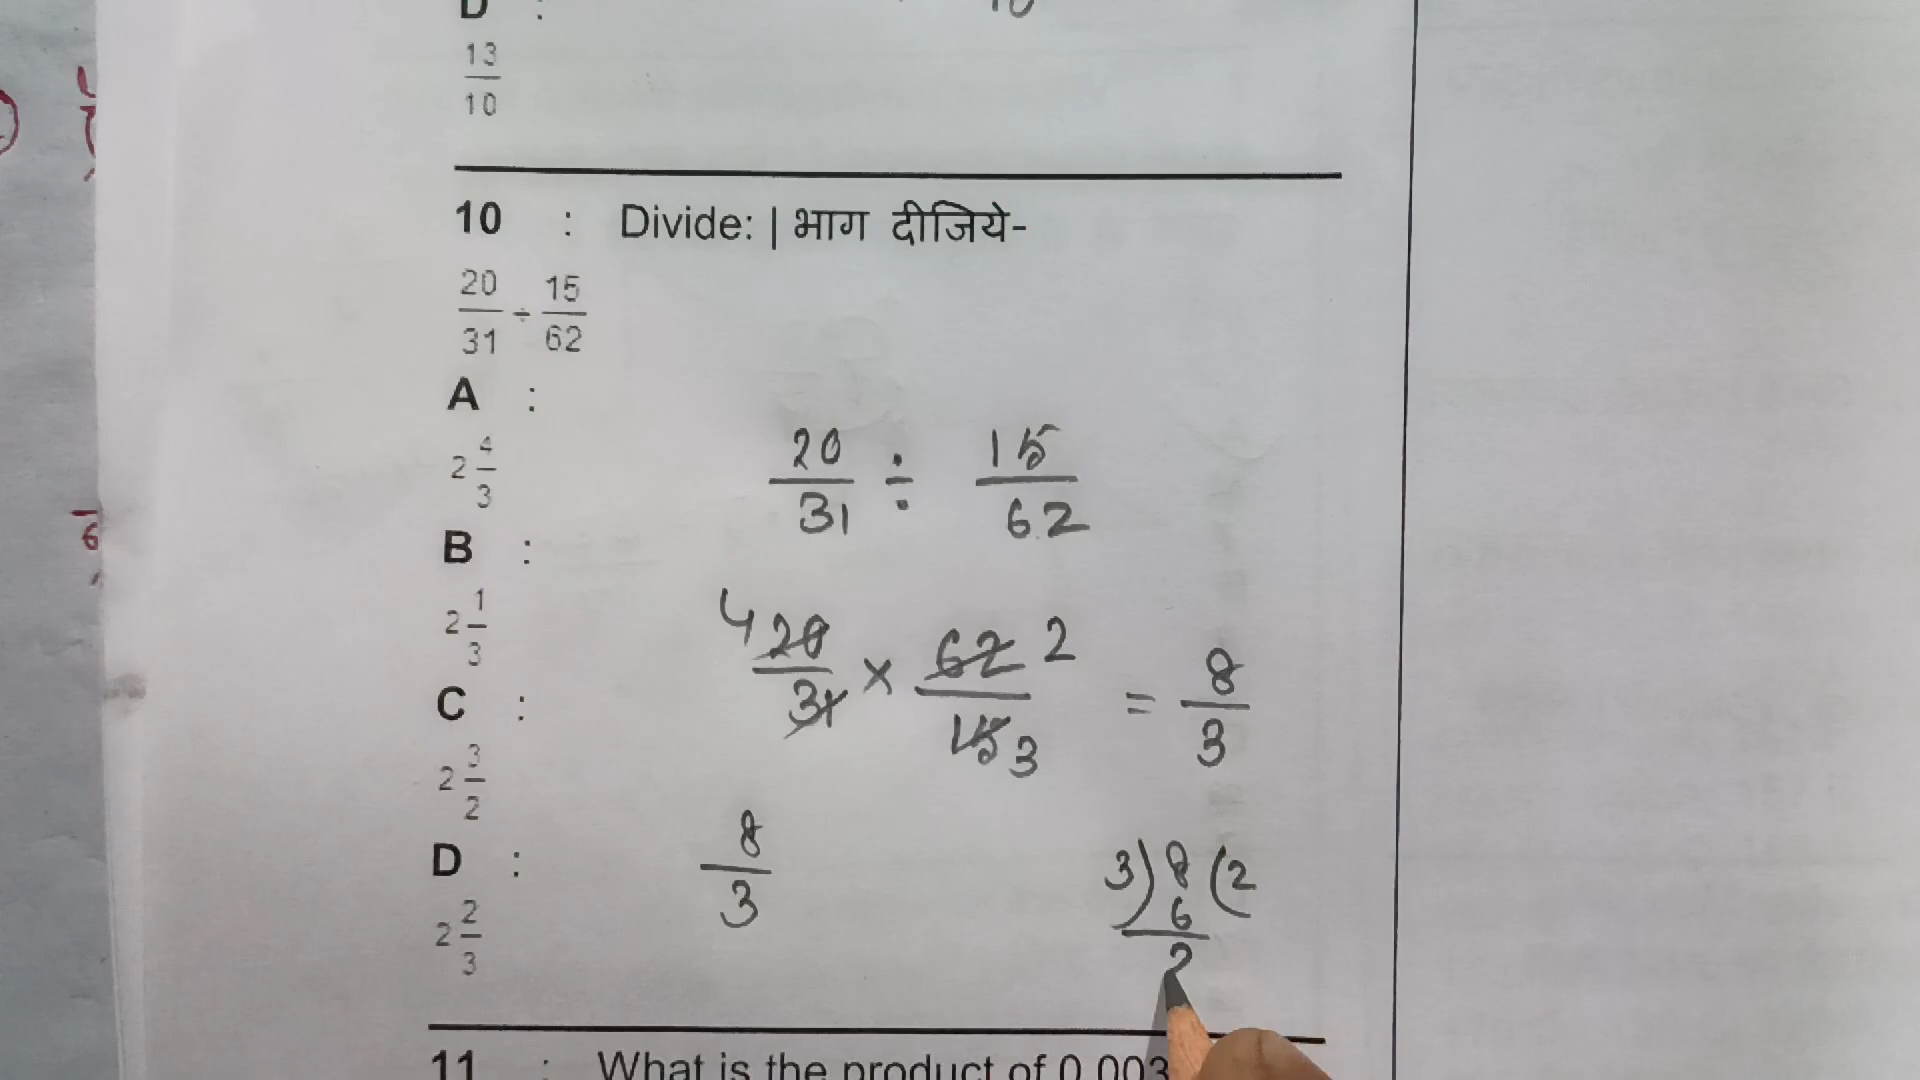 D :
13
10
10 : Divide: | भाग दीजिये-
20/31 ÷ 15/62
A :
2 4/3
B :
2 1/3
C :
2 3/2
D :
2 2/3
20/31 ÷ 15/62
4 20/31 × 62/15 2 3 = 8/3
8/3
3)8(2
6
2
11 : What is the product of 0.003
6